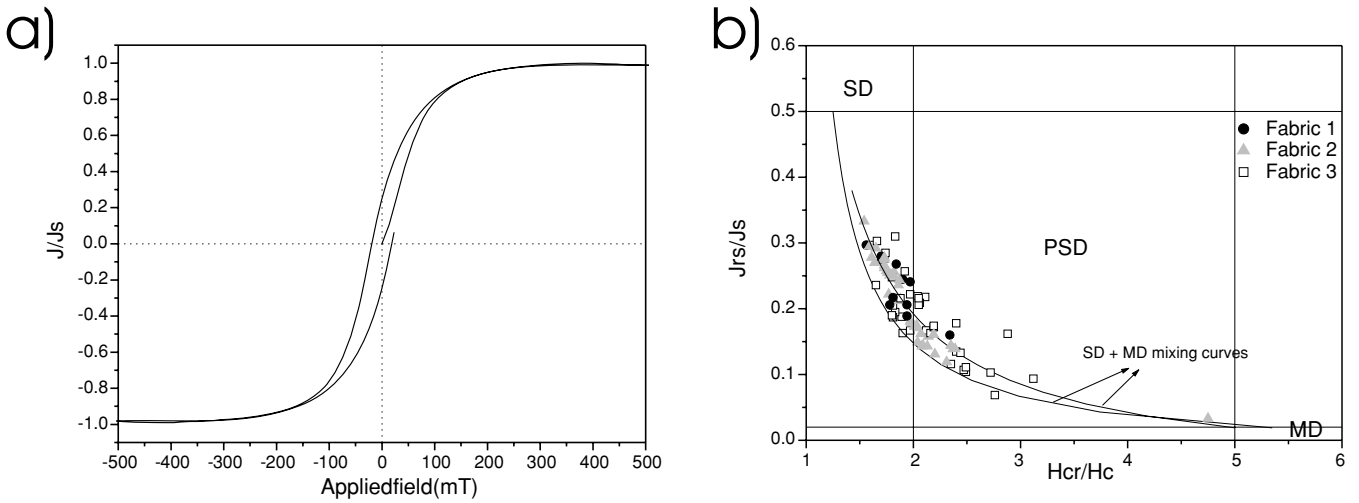 a)
J/Js
1.0
0.8
0.6
0.4
0.2
0.0
-0.2
-0.4
-0.6
-0.8
-1.0
-500 -400 -300 -200 -100 0 100 200 300 400 500
Appliedfield(mT)
b)
Jrs/Js
0.6
0.5
0.4
0.3
0.2
0.1
0.0
SD
Fabric 1
Fabric 2
Fabric 3
PSD
SD + MD mixing curves
MD
1 2 3 4 5 6
Hcr/Hc